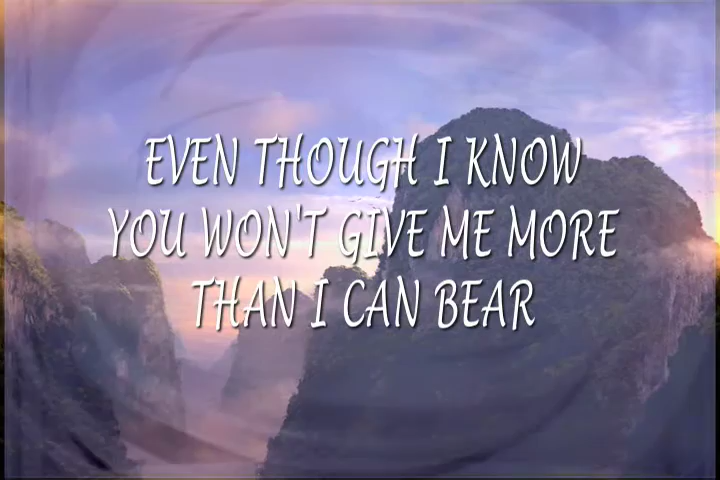 EVEN THOUGH I KNOW
YOU WON'T GIVE ME MORE
THAN I CAN BEAR